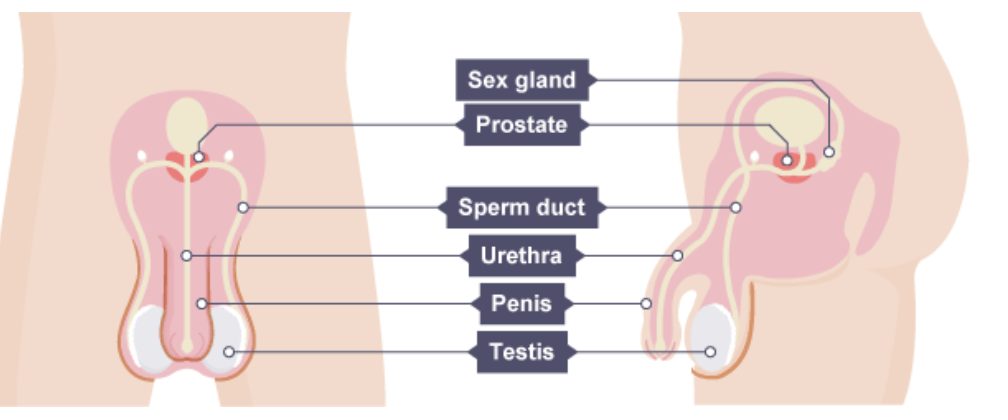 Sex gland
Prostate
Sperm duct
Urethra
Penis
Testis